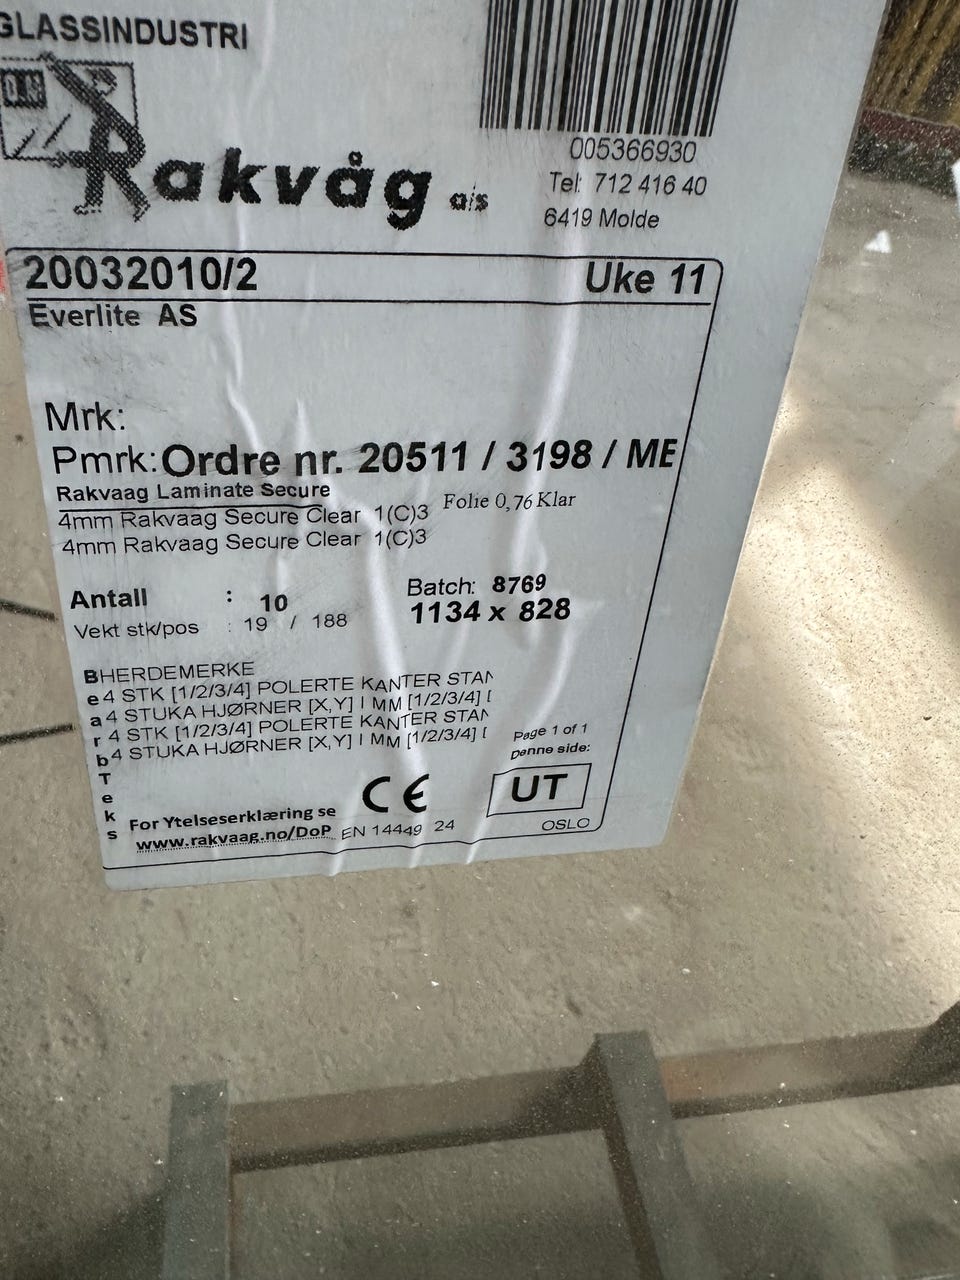 GLASSINDUSTRI
Rakvåg a/s
005366930
Tel: 712 416 40
6419 Molde
20032010/2 Uke 11
Everlite AS
Mrk:
Pmrk: Ordre nr. 20511 / 3198 / ME
Rakvaag Laminate Secure
4mm Rakvaag Secure Clear 1(C)3 Folie 0,76 Klar
4mm Rakvaag Secure Clear 1(C)3
Antall : 10 Batch: 8769
Vekt stk/pos : 19 / 188 1134 x 828
BearbTeks
HERDEMERKE
4 STK [1/2/3/4] POLERTE KANTER STAN
4 STUKA HJØRNER [X,Y] I MM [1/2/3/4] [
4 STK [1/2/3/4] POLERTE KANTER STAN
4 STUKA HJØRNER [X,Y] I MM [1/2/3/4] [
Page 1 of 1
Denne side:
UT
CE
For Ytelseserklæring se
www.rakvaag.no/DoP EN 14449 24 OSLO